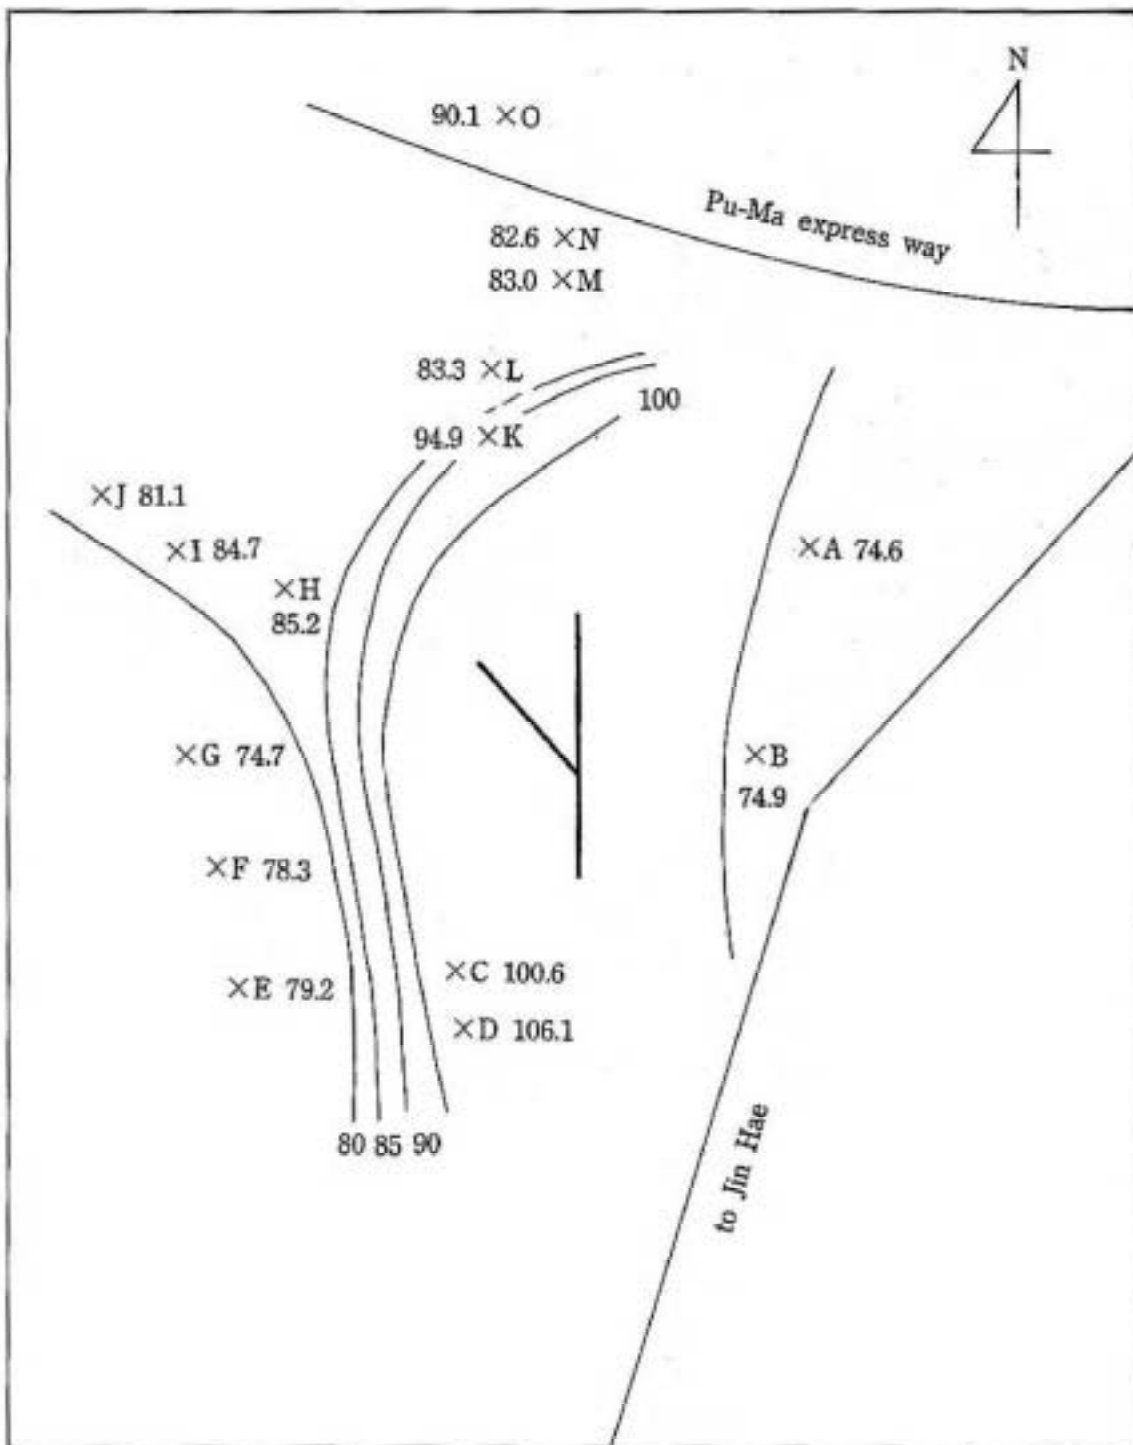 N
90.1 ×O
Pu-Ma express way
82.6 ×N
83.0 ×M
83.3 ×L
100
94.9 ×K
×J 81.1
×I 84.7
×A 74.6
×H
85.2
×G 74.7
×B
74.9
×F 78.3
×C 100.6
×E 79.2
×D 106.1
80 85 90
to Jin Hae